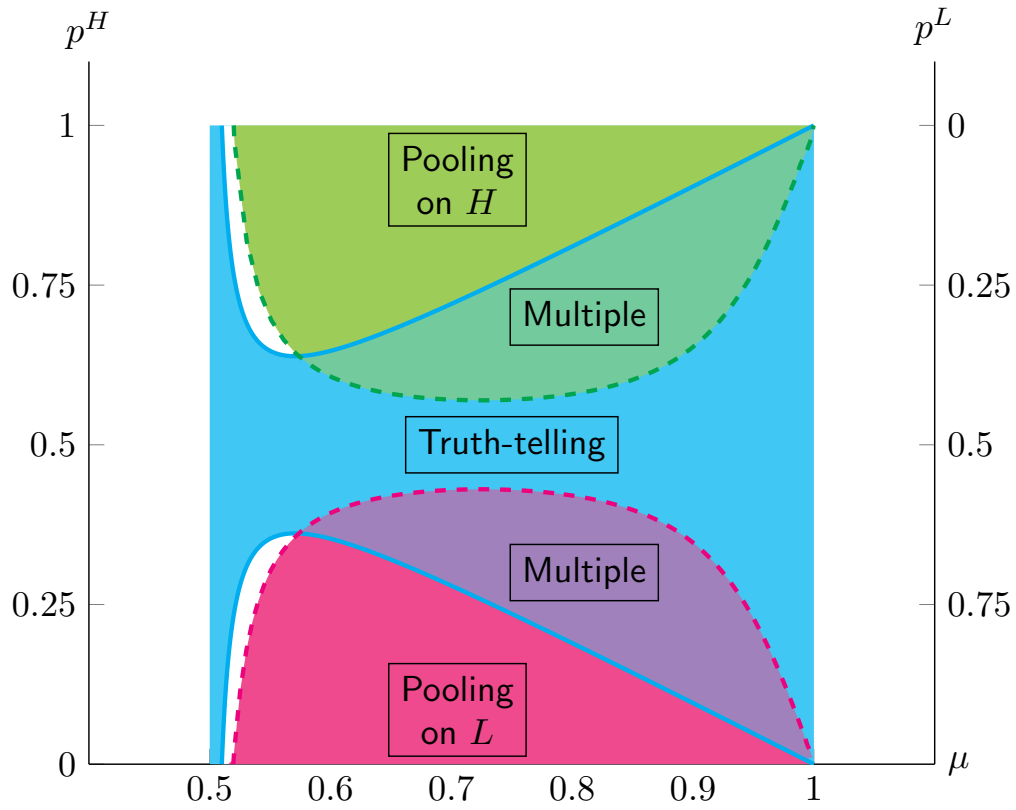 p^H
p^L
1
Pooling
on H
0
0.75
Multiple
0.25
0.5
Truth-telling
0.5
0.25
Multiple
0.75
Pooling
on L
0
μ
0.5 0.6 0.7 0.8 0.9 1